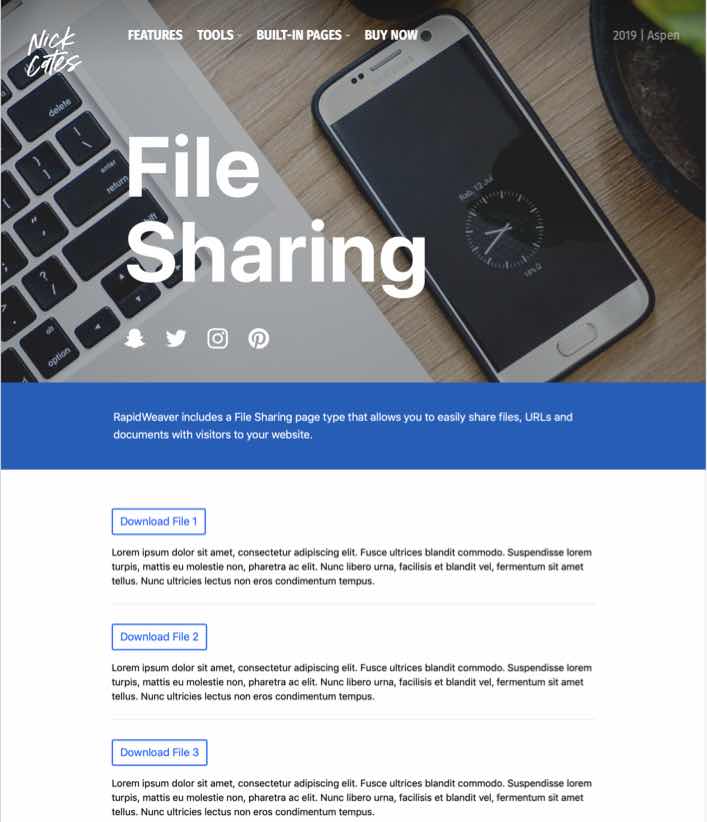 Nick
Cates
FEATURES TOOLS BUILT-IN PAGES BUY NOW
2019 | Aspen
delete
enter
return
shift
alt
option
File
Sharing
RapidWeaver includes a File Sharing page type that allows you to easily share files, URLs and
documents with visitors to your website.
Download File 1
Lorem ipsum dolor sit amet, consectetur adipiscing elit. Fusce ultrices blandit commodo. Suspendisse lorem
turpis, mattis eu molestie non, pharetra ac elit. Nunc libero urna, facilisis et blandit vel, fermentum sit amet
tellus. Nunc ultricies lectus non eros condimentum tempus.
Download File 2
Lorem ipsum dolor sit amet, consectetur adipiscing elit. Fusce ultrices blandit commodo. Suspendisse lorem
turpis, mattis eu molestie non, pharetra ac elit. Nunc libero urna, facilisis et blandit vel, fermentum sit amet
tellus. Nunc ultricies lectus non eros condimentum tempus.
Download File 3
Lorem ipsum dolor sit amet, consectetur adipiscing elit. Fusce ultrices blandit commodo. Suspendisse lorem
turpis, mattis eu molestie non, pharetra ac elit. Nunc libero urna, facilisis et blandit vel, fermentum sit amet
tellus. Nunc ultricies lectus non eros condimentum tempus.